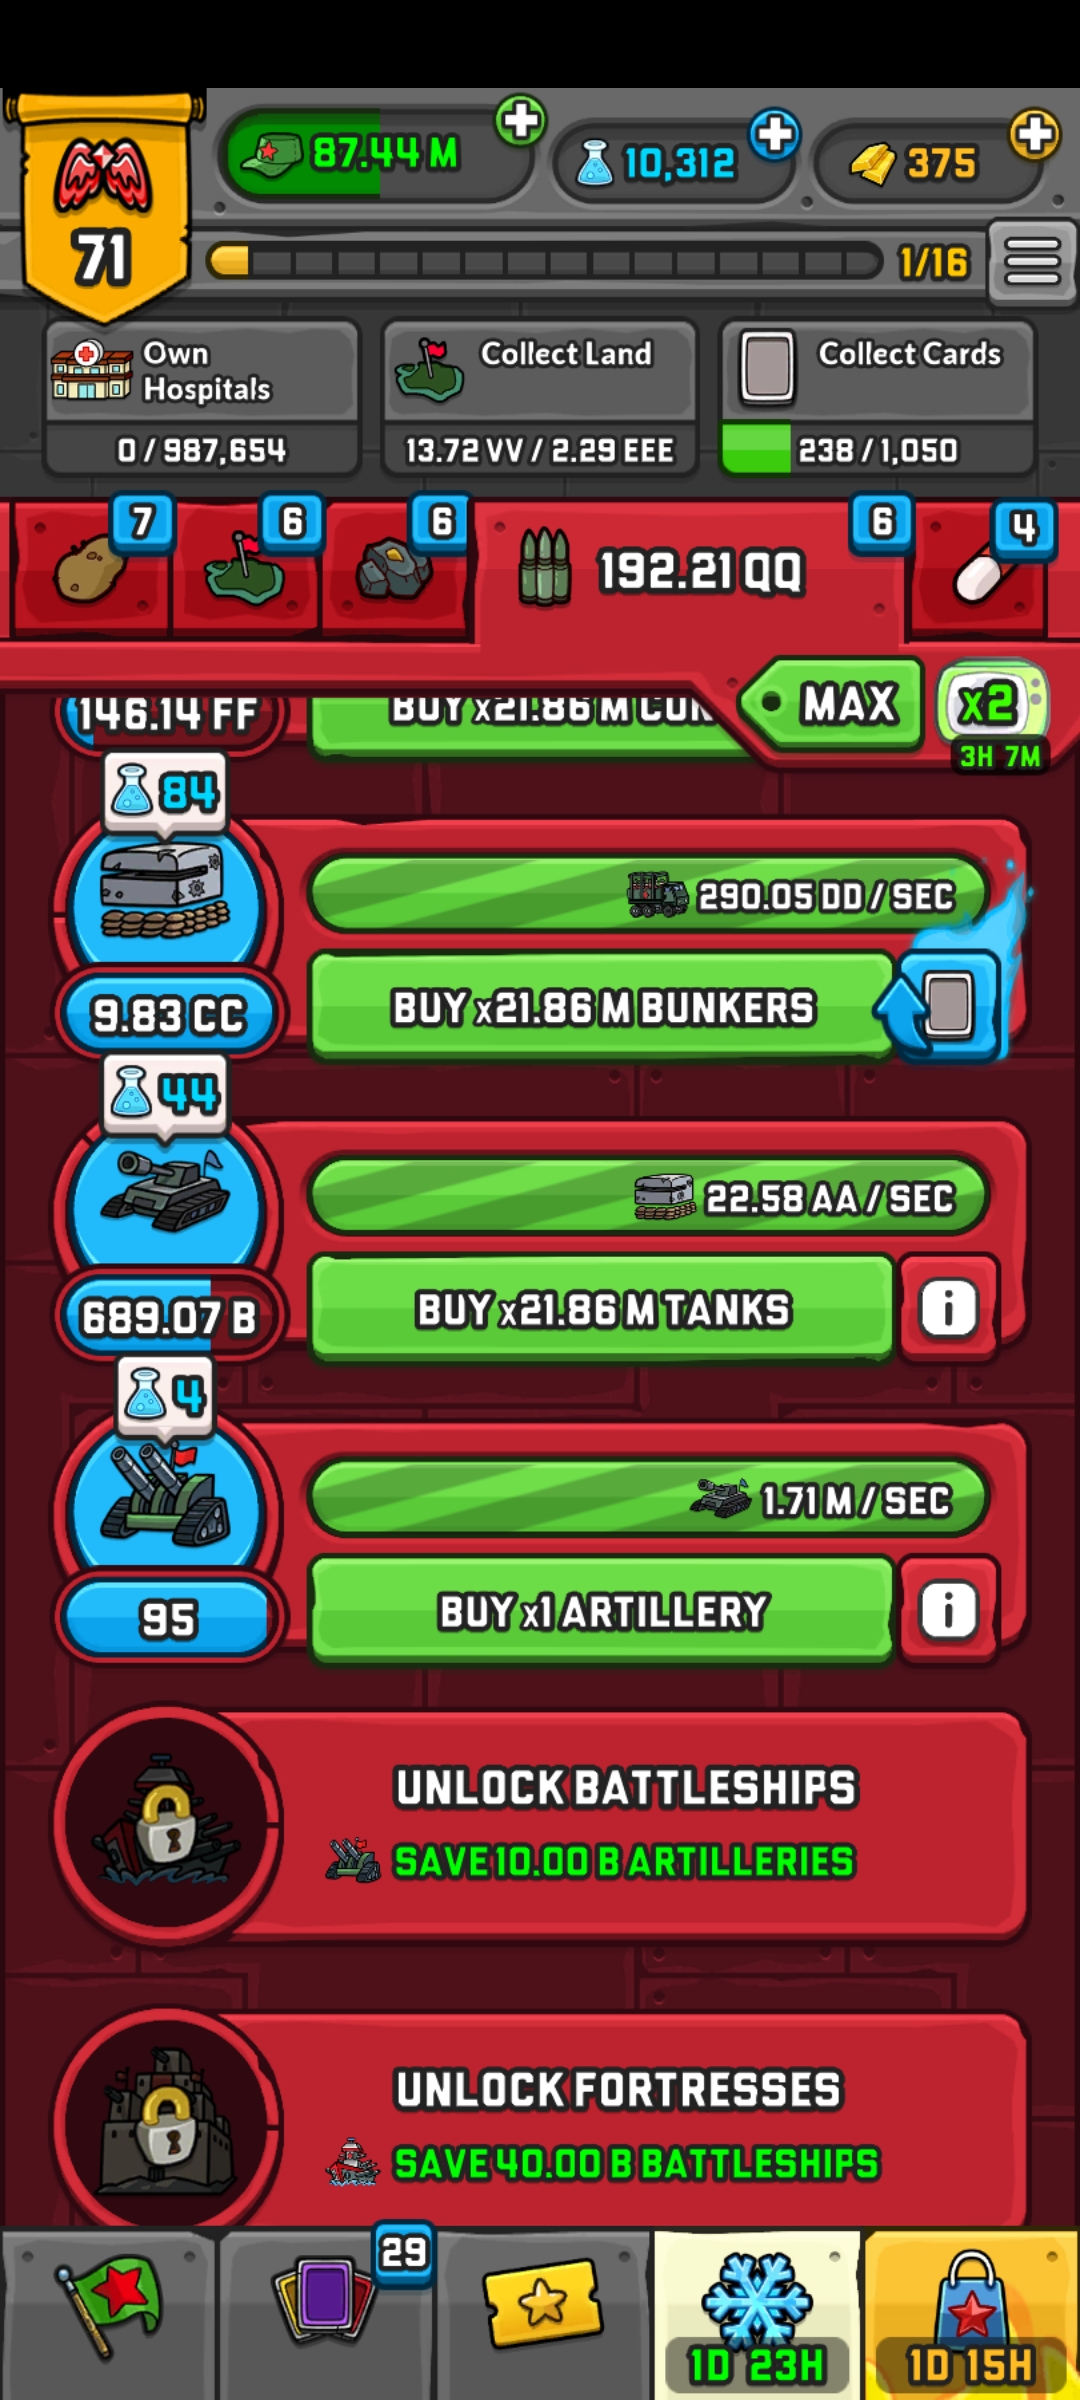 87.44 M
10,312
375
71
1/16
Own
Hospitals
0 / 987,654
Collect Land
13.72 VV / 2.29 EEE
Collect Cards
238 / 1,050
7
6
6
192.21 QQ
6
4
MAX
x2
3H 7M
146.14 FF
BUY x21.86 M
84
290.05 DD / SEC
9.83 CC
BUY x21.86 M BUNKERS
44
22.58 AA / SEC
689.07 B
BUY x21.86 M TANKS
i
4
1.71 M / SEC
95
BUY x1 ARTILLERY
i
UNLOCK BATTLESHIPS
SAVE 10.00 B ARTILLERIES
UNLOCK FORTRESSES
SAVE 40.00 B BATTLESHIPS
29
1D 23H
1D 15H